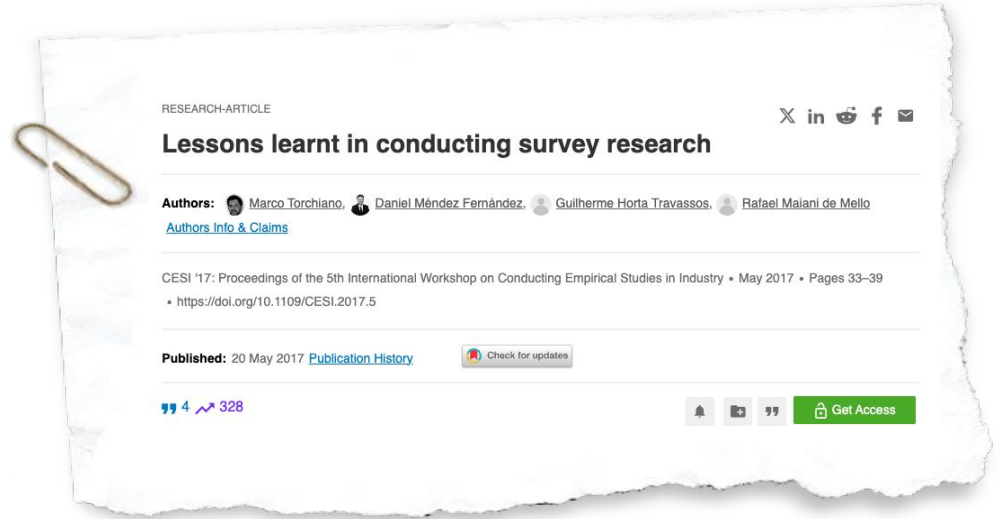 RESEARCH-ARTICLE
Lessons learnt in conducting survey research
Authors: Marco Torchiano, Daniel Méndez Fernández, Guilherme Horta Travassos, Rafael Maiani de Mello
Authors Info & Claims
CESI '17: Proceedings of the 5th International Workshop on Conducting Empirical Studies in Industry • May 2017 • Pages 33–39
• https://doi.org/10.1109/CESI.2017.5
Published: 20 May 2017 Publication History Check for updates
4 328 Get Access